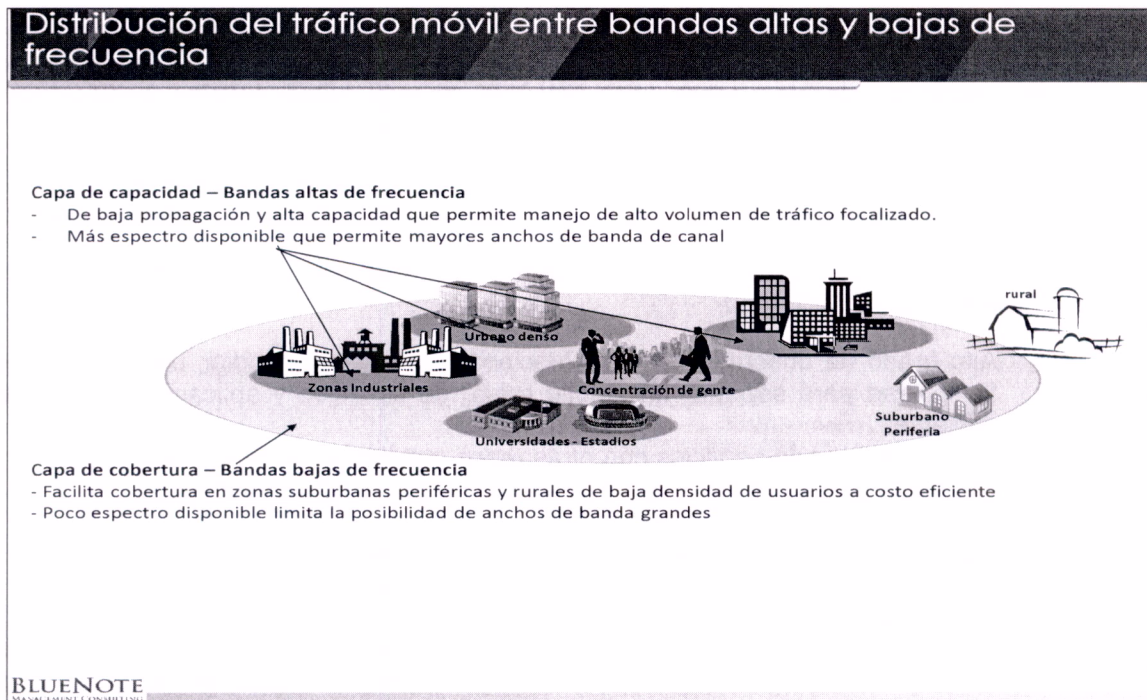 Distribución del tráfico móvil entre bandas altas y bajas de
frecuencia
Capa de capacidad – Bandas altas de frecuencia
- De baja propagación y alta capacidad que permite manejo de alto volumen de tráfico focalizado.
- Más espectro disponible que permite mayores anchos de banda de canal
rural
Urbano denso
Zonas Industriales
Concentración de gente
Suburbano
Periferia
Universidades - Estadios
Capa de cobertura – Bandas bajas de frecuencia
- Facilita cobertura en zonas suburbanas periféricas y rurales de baja densidad de usuarios a costo eficiente
- Poco espectro disponible limita la posibilidad de anchos de banda grandes
BLUENOTE
MANAGEMENT CONSULTING